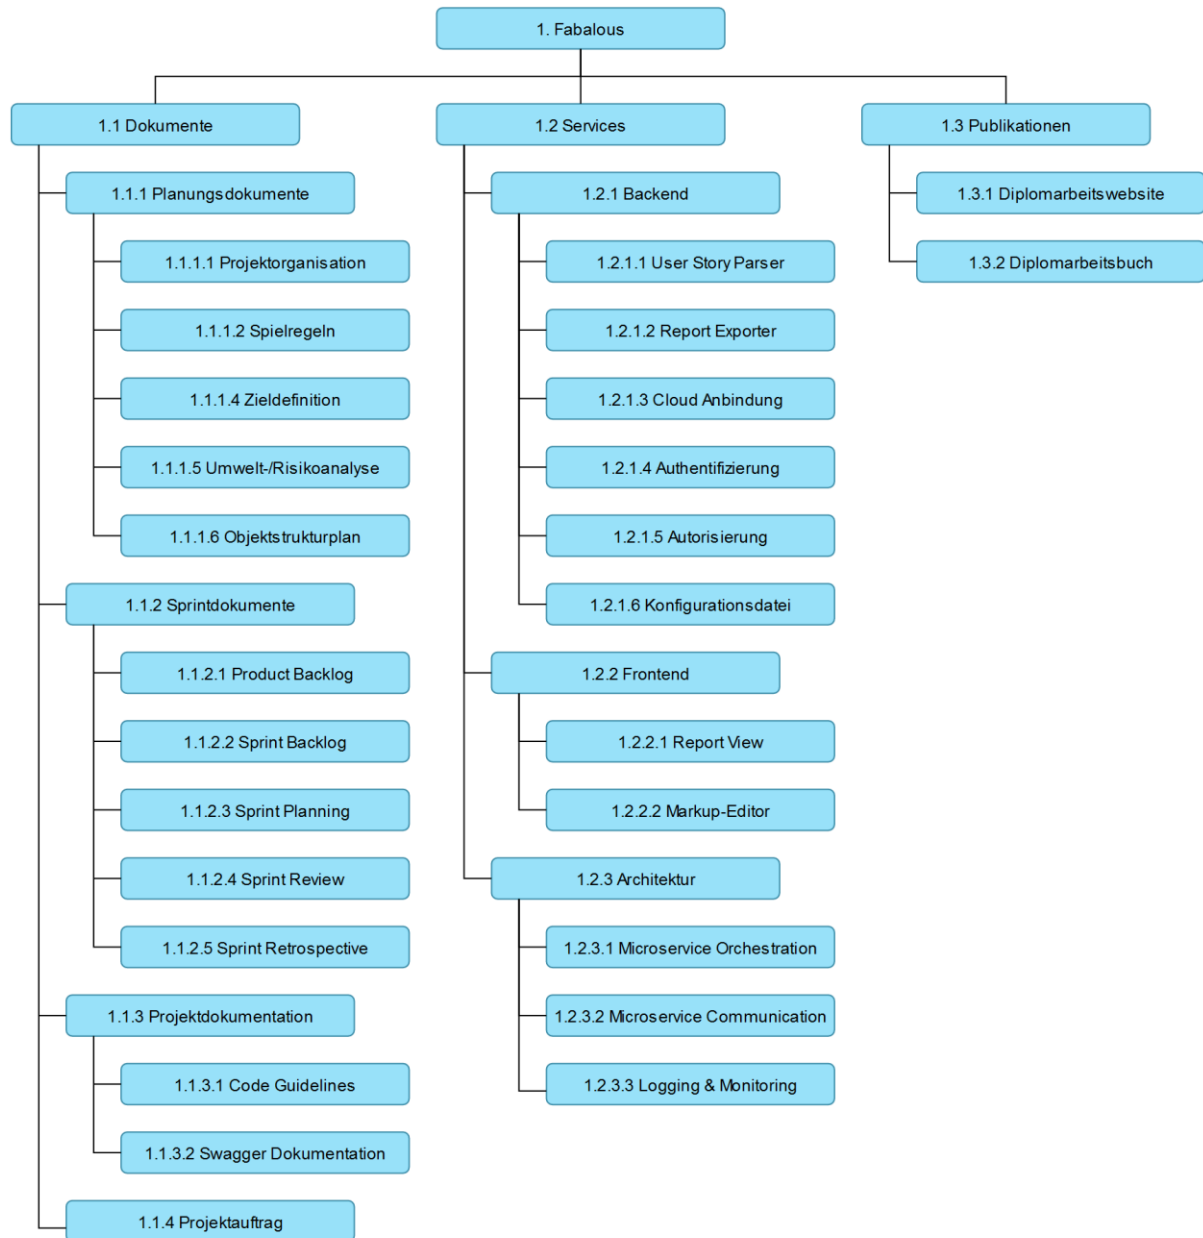 1. Fabalous
1.1 Dokumente
1.1.1 Planungsdokumente
1.1.1.1 Projektorganisation
1.1.1.2 Spielregeln
1.1.1.4 Zieldefinition
1.1.1.5 Umwelt-/Risikoanalyse
1.1.1.6 Objektstrukturplan
1.1.2 Sprintdokumente
1.1.2.1 Product Backlog
1.1.2.2 Sprint Backlog
1.1.2.3 Sprint Planning
1.1.2.4 Sprint Review
1.1.2.5 Sprint Retrospective
1.1.3 Projektdokumentation
1.1.3.1 Code Guidelines
1.1.3.2 Swagger Dokumentation
1.1.4 Projektauftrag
1.2 Services
1.2.1 Backend
1.2.1.1 User Story Parser
1.2.1.2 Report Exporter
1.2.1.3 Cloud Anbindung
1.2.1.4 Authentifizierung
1.2.1.5 Autorisierung
1.2.1.6 Konfigurationsdatei
1.2.2 Frontend
1.2.2.1 Report View
1.2.2.2 Markup-Editor
1.2.3 Architektur
1.2.3.1 Microservice Orchestration
1.2.3.2 Microservice Communication
1.2.3.3 Logging & Monitoring
1.3 Publikationen
1.3.1 Diplomarbeitswebsite
1.3.2 Diplomarbeitsbuch